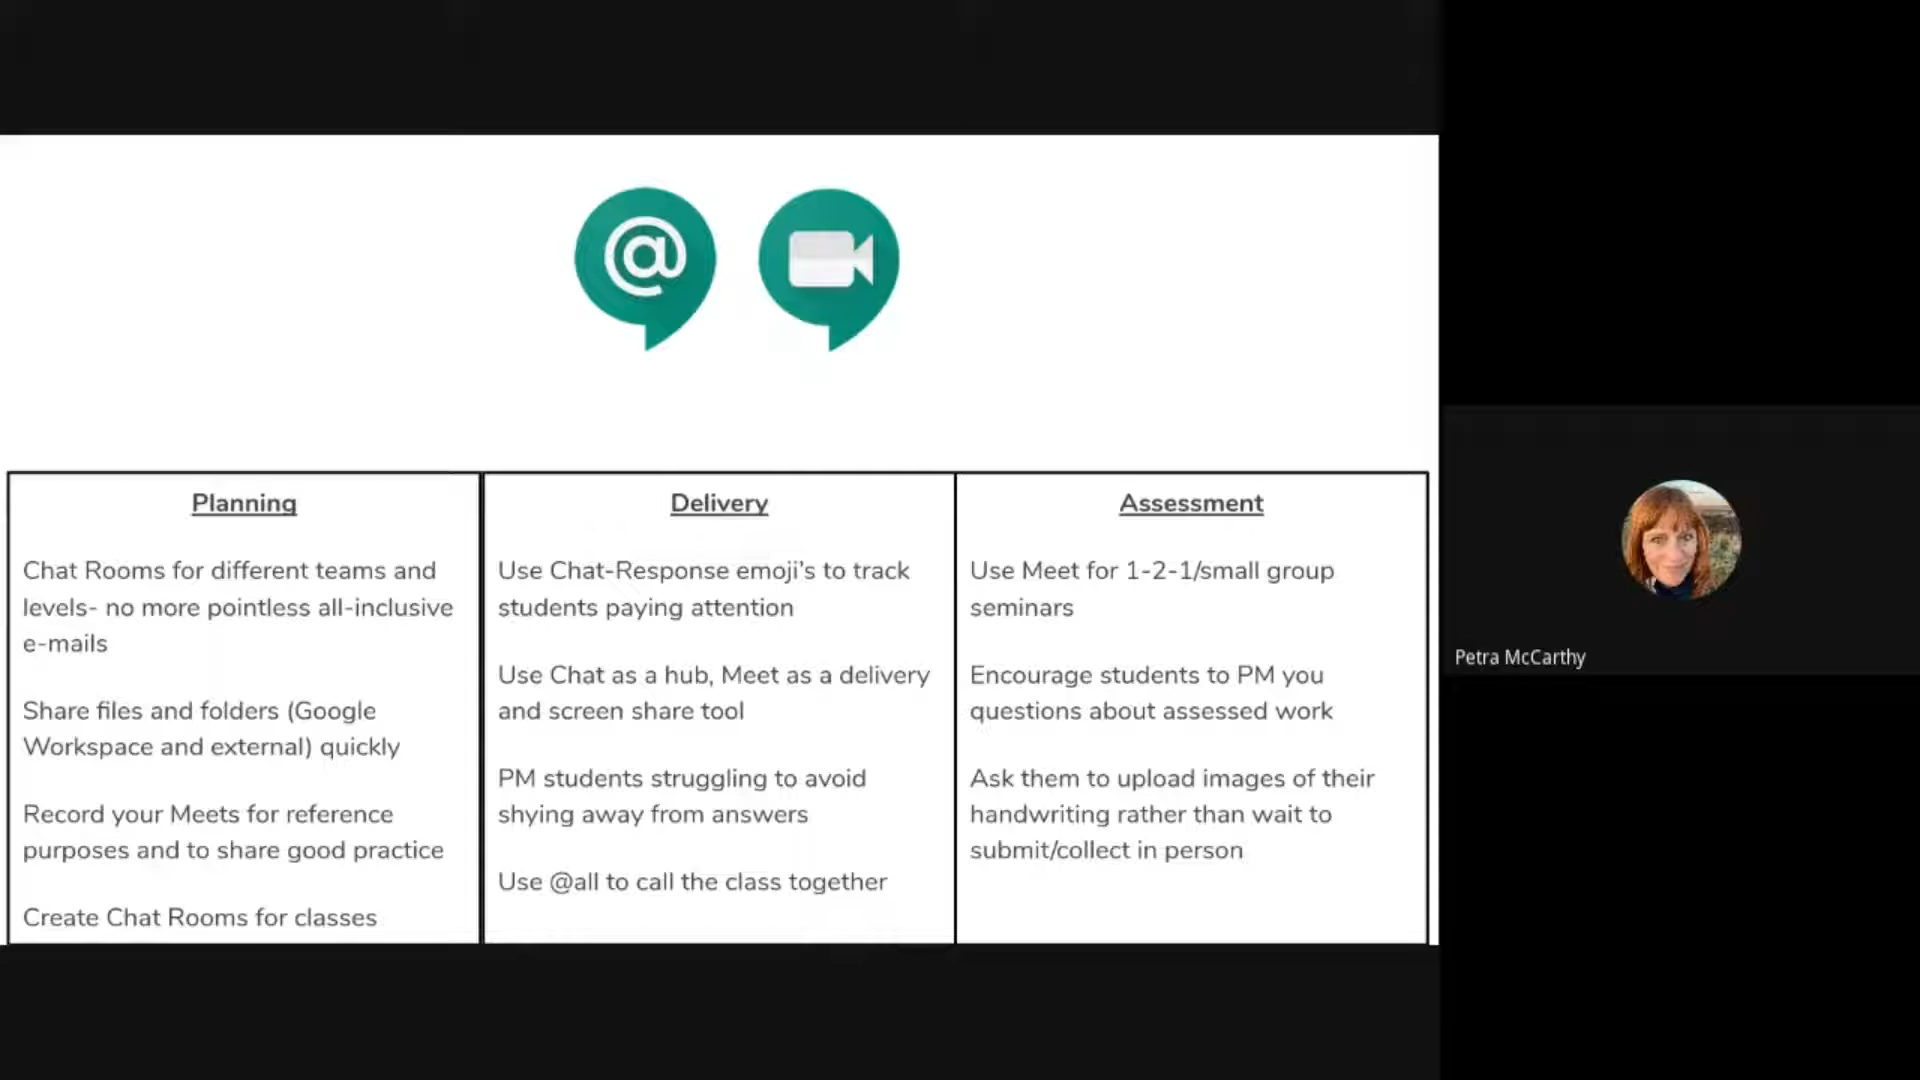 @
Planning
Chat Rooms for different teams and
levels- no more pointless all-inclusive
e-mails
Share files and folders (Google
Workspace and external) quickly
Record your Meets for reference
purposes and to share good practice
Create Chat Rooms for classes
Delivery
Use Chat-Response emoji's to track
students paying attention
Use Chat as a hub, Meet as a delivery
and screen share tool
PM students struggling to avoid
shying away from answers
Use @all to call the class together
Assessment
Use Meet for 1-2-1/small group
seminars
Encourage students to PM you
questions about assessed work
Ask them to upload images of their
handwriting rather than wait to
submit/collect in person
Petra McCarthy